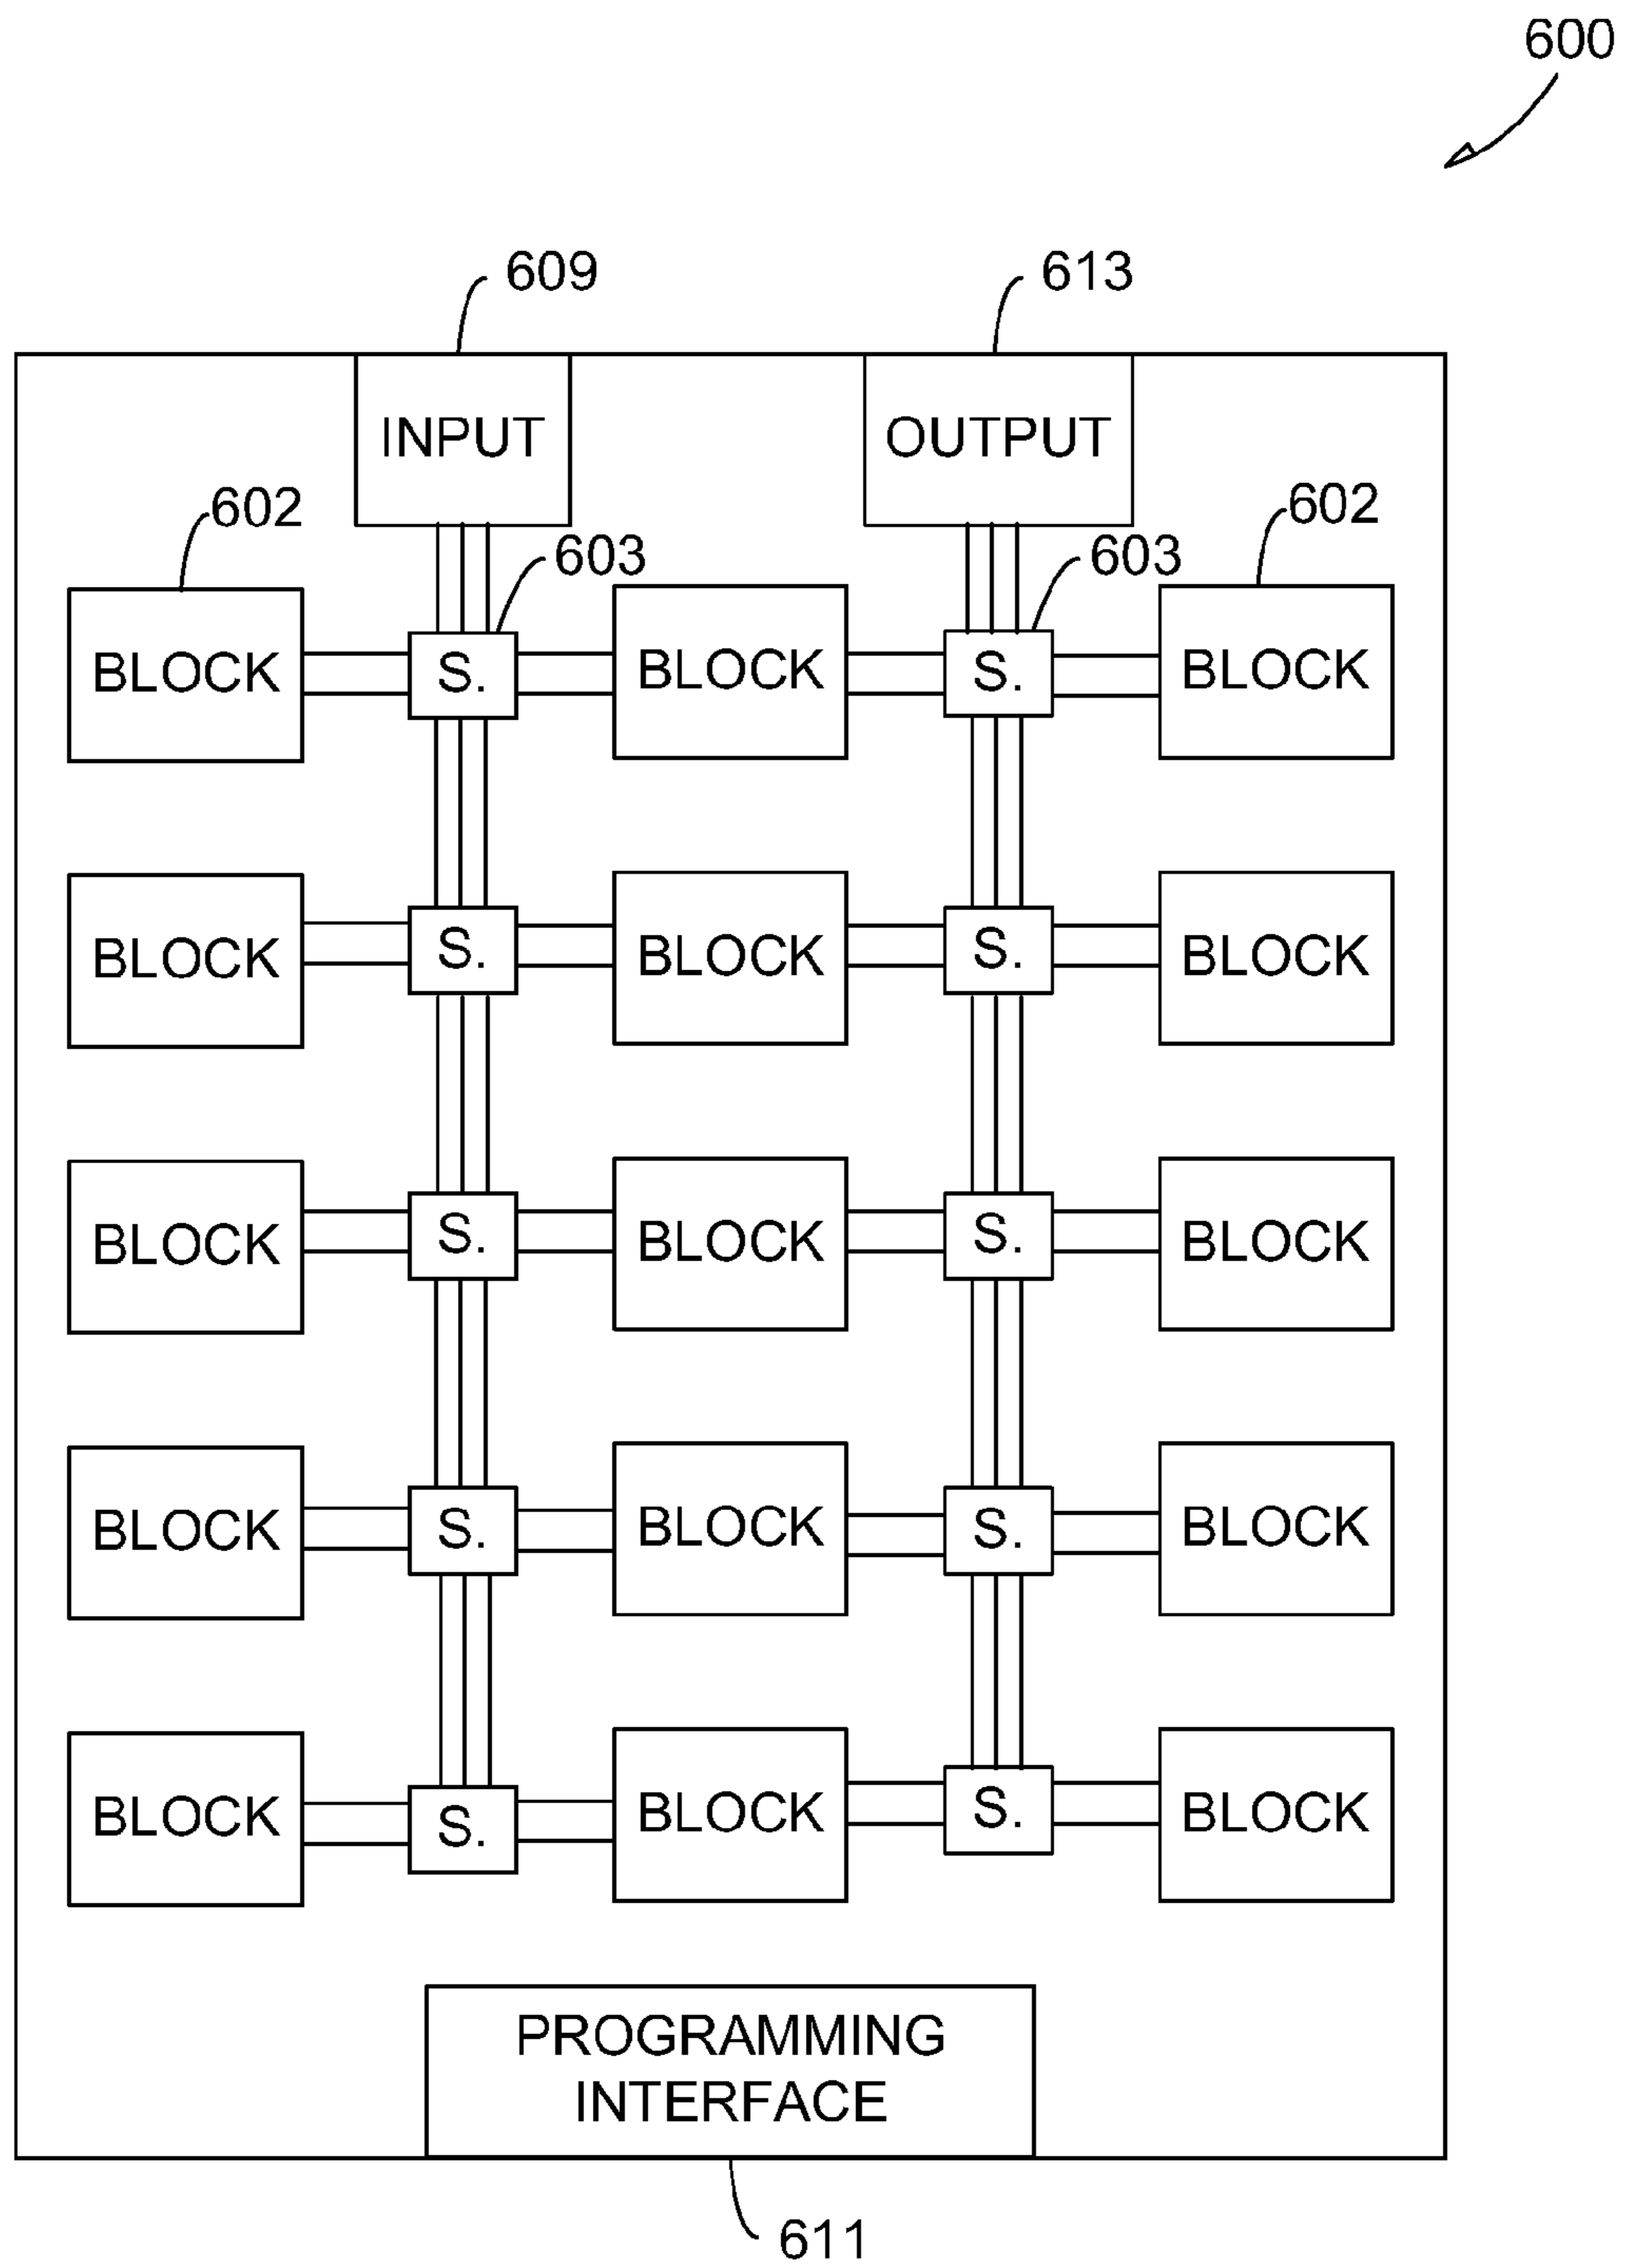 600
609 613
INPUT OUTPUT
602 602
603 603
BLOCK S. BLOCK S. BLOCK
BLOCK S. BLOCK S. BLOCK
BLOCK S. BLOCK S. BLOCK
BLOCK S. BLOCK S. BLOCK
BLOCK S. BLOCK S. BLOCK
PROGRAMMING
INTERFACE
611